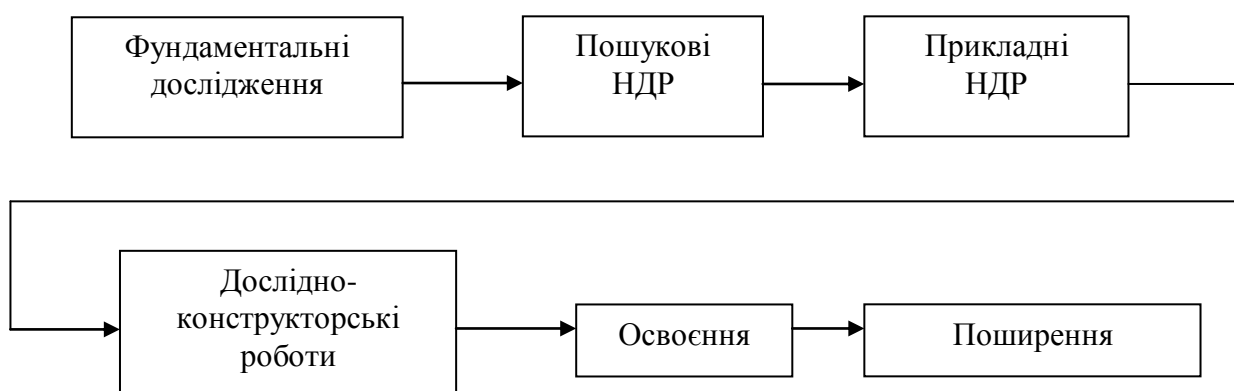 Фундаментальні
дослідження
Пошукові
НДР
Прикладні
НДР
Дослідно-
конструкторські
роботи
Освоєння
Поширення